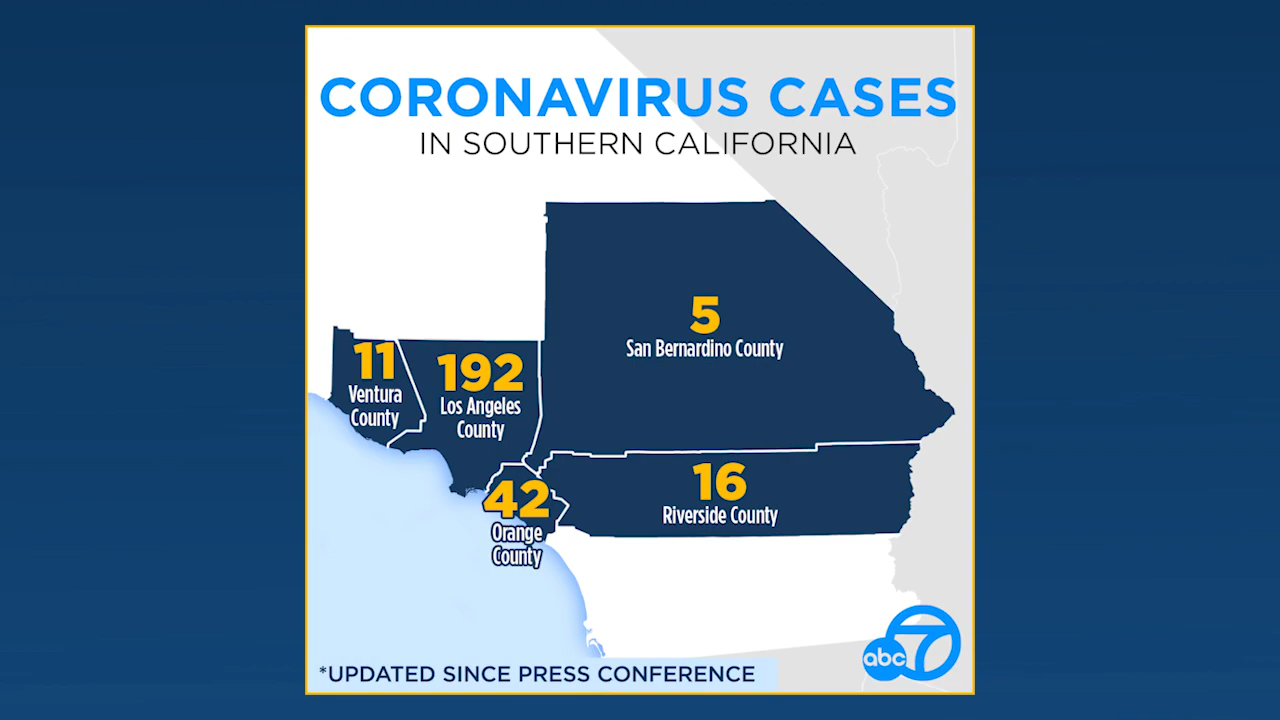 CORONAVIRUS CASES
IN SOUTHERN CALIFORNIA
5
San Bernardino County
11
Ventura
County
192
Los Angeles
County
42
Orange
County
16
Riverside County
*UPDATED SINCE PRESS CONFERENCE
abc 7